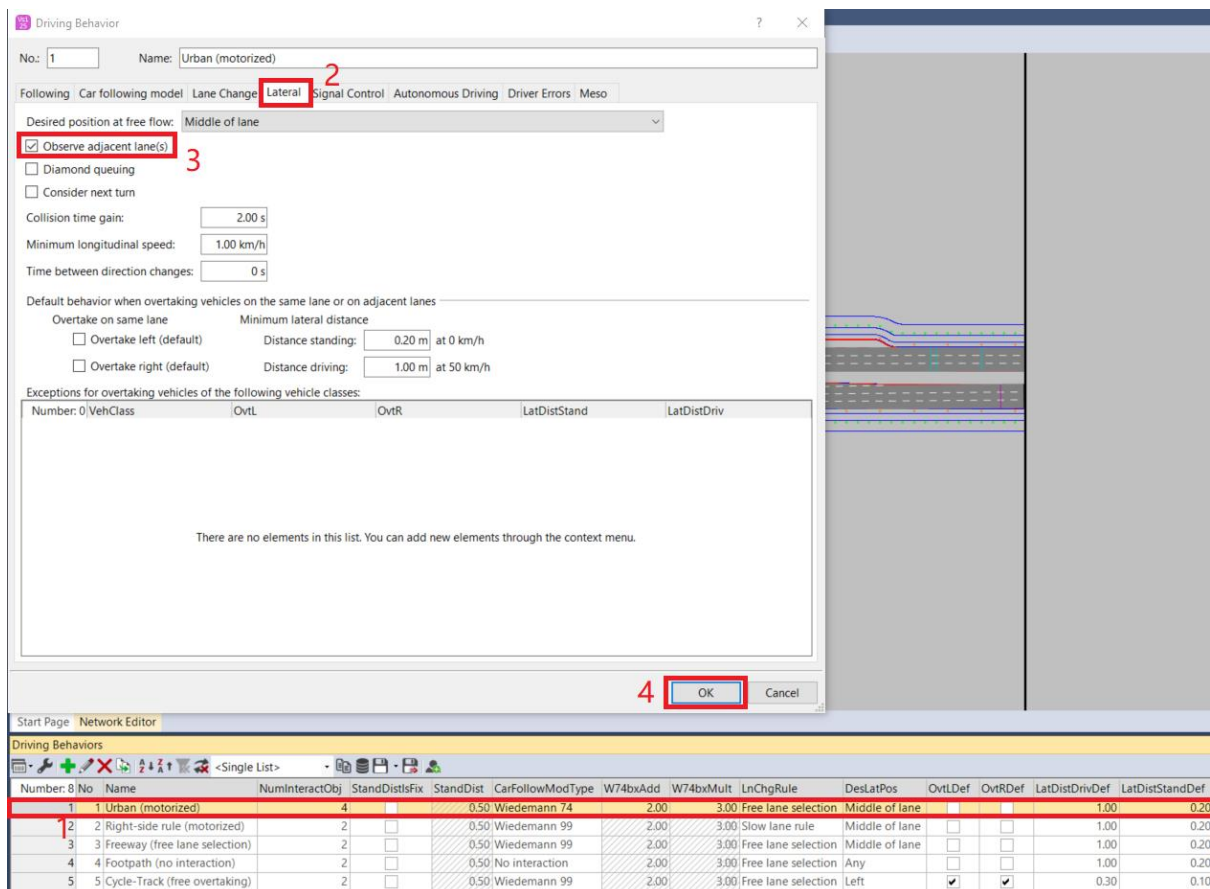 Driving Behavior
No.: 1 Name: Urban (motorized)
2
Following Car following model Lane Change Lateral Signal Control Autonomous Driving Driver Errors Meso
Desired position at free flow: Middle of lane
Observe adjacent lane(s)
3
Diamond queuing
Consider next turn
Collision time gain: 2.00 s
Minimum longitudinal speed: 1.00 km/h
Time between direction changes: 0 s
Default behavior when overtaking vehicles on the same lane or on adjacent lanes
Overtake on same lane Minimum lateral distance
Overtake left (default) Distance standing: 0.20 m at 0 km/h
Overtake right (default) Distance driving: 1.00 m at 50 km/h
Exceptions for overtaking vehicles of the following vehicle classes:
Number: 0 VehClass OvtL OvtR LatDistStand LatDistDriv
There are no elements in this list. You can add new elements through the context menu.
4 OK Cancel
Start Page Network Editor
Driving Behaviors
<Single List>
Number: 8 No Name NumInteractObj StandDistIsFix StandDist CarFollowModType W74bxAdd W74bxMult LnChgRule DesLatPos OvtLDef OvtRDef LatDistDrivDef LatDistStandDef
1 1 Urban (motorized) 4 0.50 Wiedemann 74 2.00 3.00 Free lane selection Middle of lane 1.00 0.20
1
2 2 Right-side rule (motorized) 2 0.50 Wiedemann 99 2.00 3.00 Slow lane rule Middle of lane 1.00 0.20
3 3 Freeway (free lane selection) 2 0.50 Wiedemann 99 2.00 3.00 Free lane selection Middle of lane 1.00 0.20
4 4 Footpath (no interaction) 2 0.50 No interaction 2.00 3.00 Free lane selection Any 1.00 0.20
5 5 Cycle-Track (free overtaking) 2 0.50 Wiedemann 99 2.00 3.00 Free lane selection Left 0.30 0.10